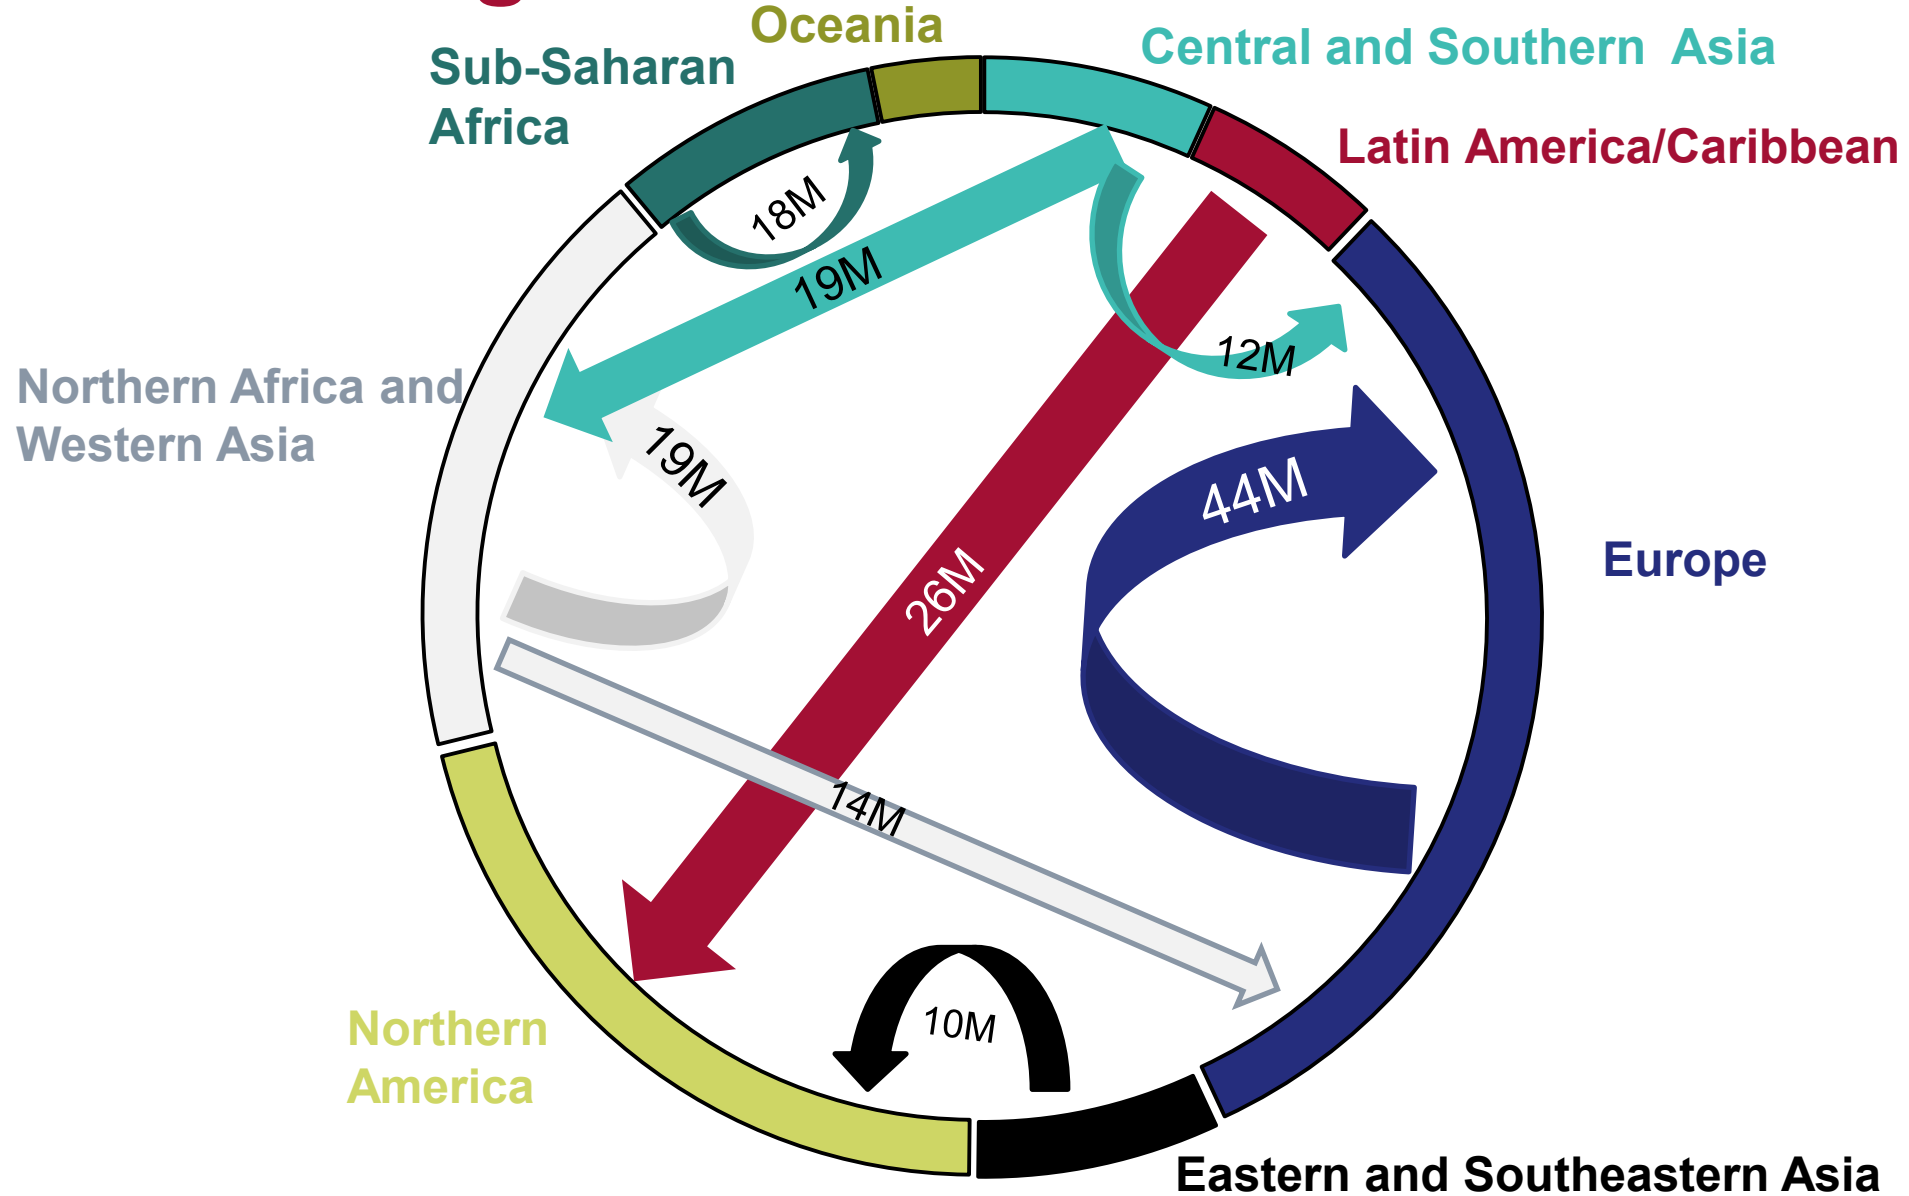 Oceania
Central and Southern Asia
Sub-Saharan
Africa
Latin America/Caribbean
18M
19M
12M
Northern Africa and
Western Asia
19M
44M
26M
Europe
14M
10M
Northern
America
Eastern and Southeastern Asia